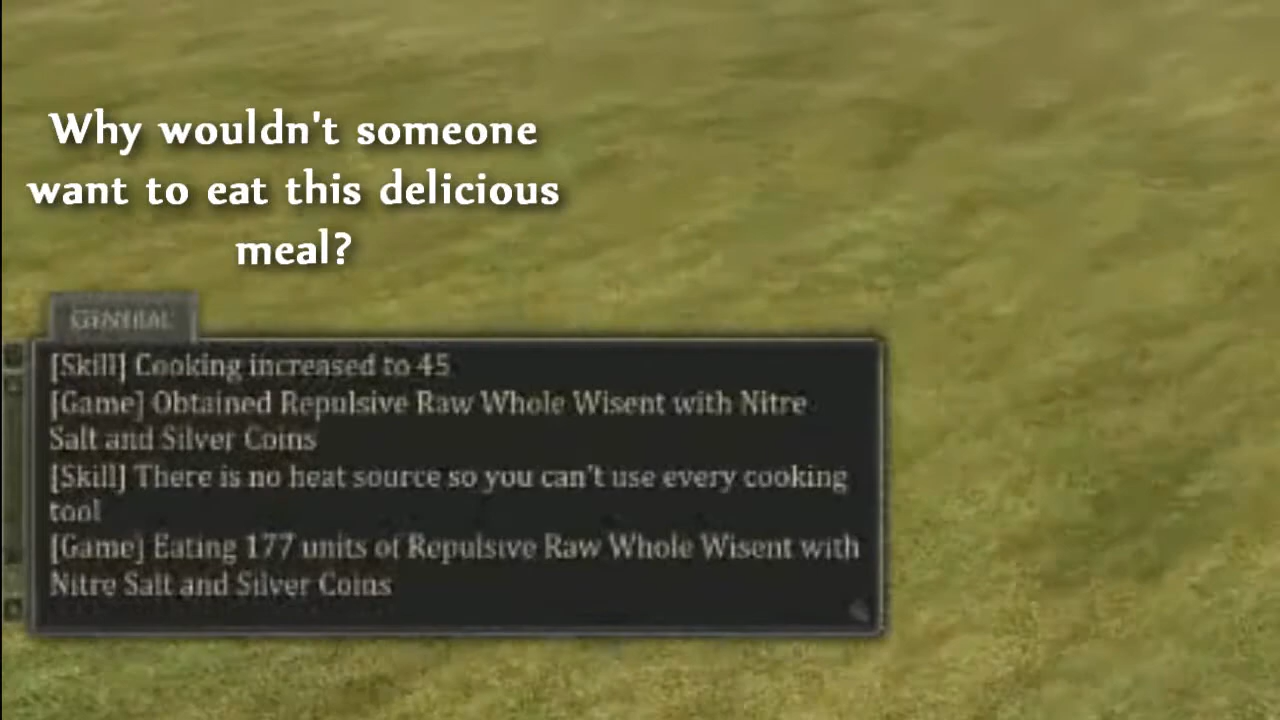 Why wouldn't someone
want to eat this delicious
meal?
GENERAL
[Skill] Cooking increased to 45
[Game] Obtained Repulsive Raw Whole Wisent with Nitre
Salt and Silver Coins
[Skill] There is no heat source so you can't use every cooking
tool
[Game] Eating 177 units of Repulsive Raw Whole Wisent with
Nitre Salt and Silver Coins